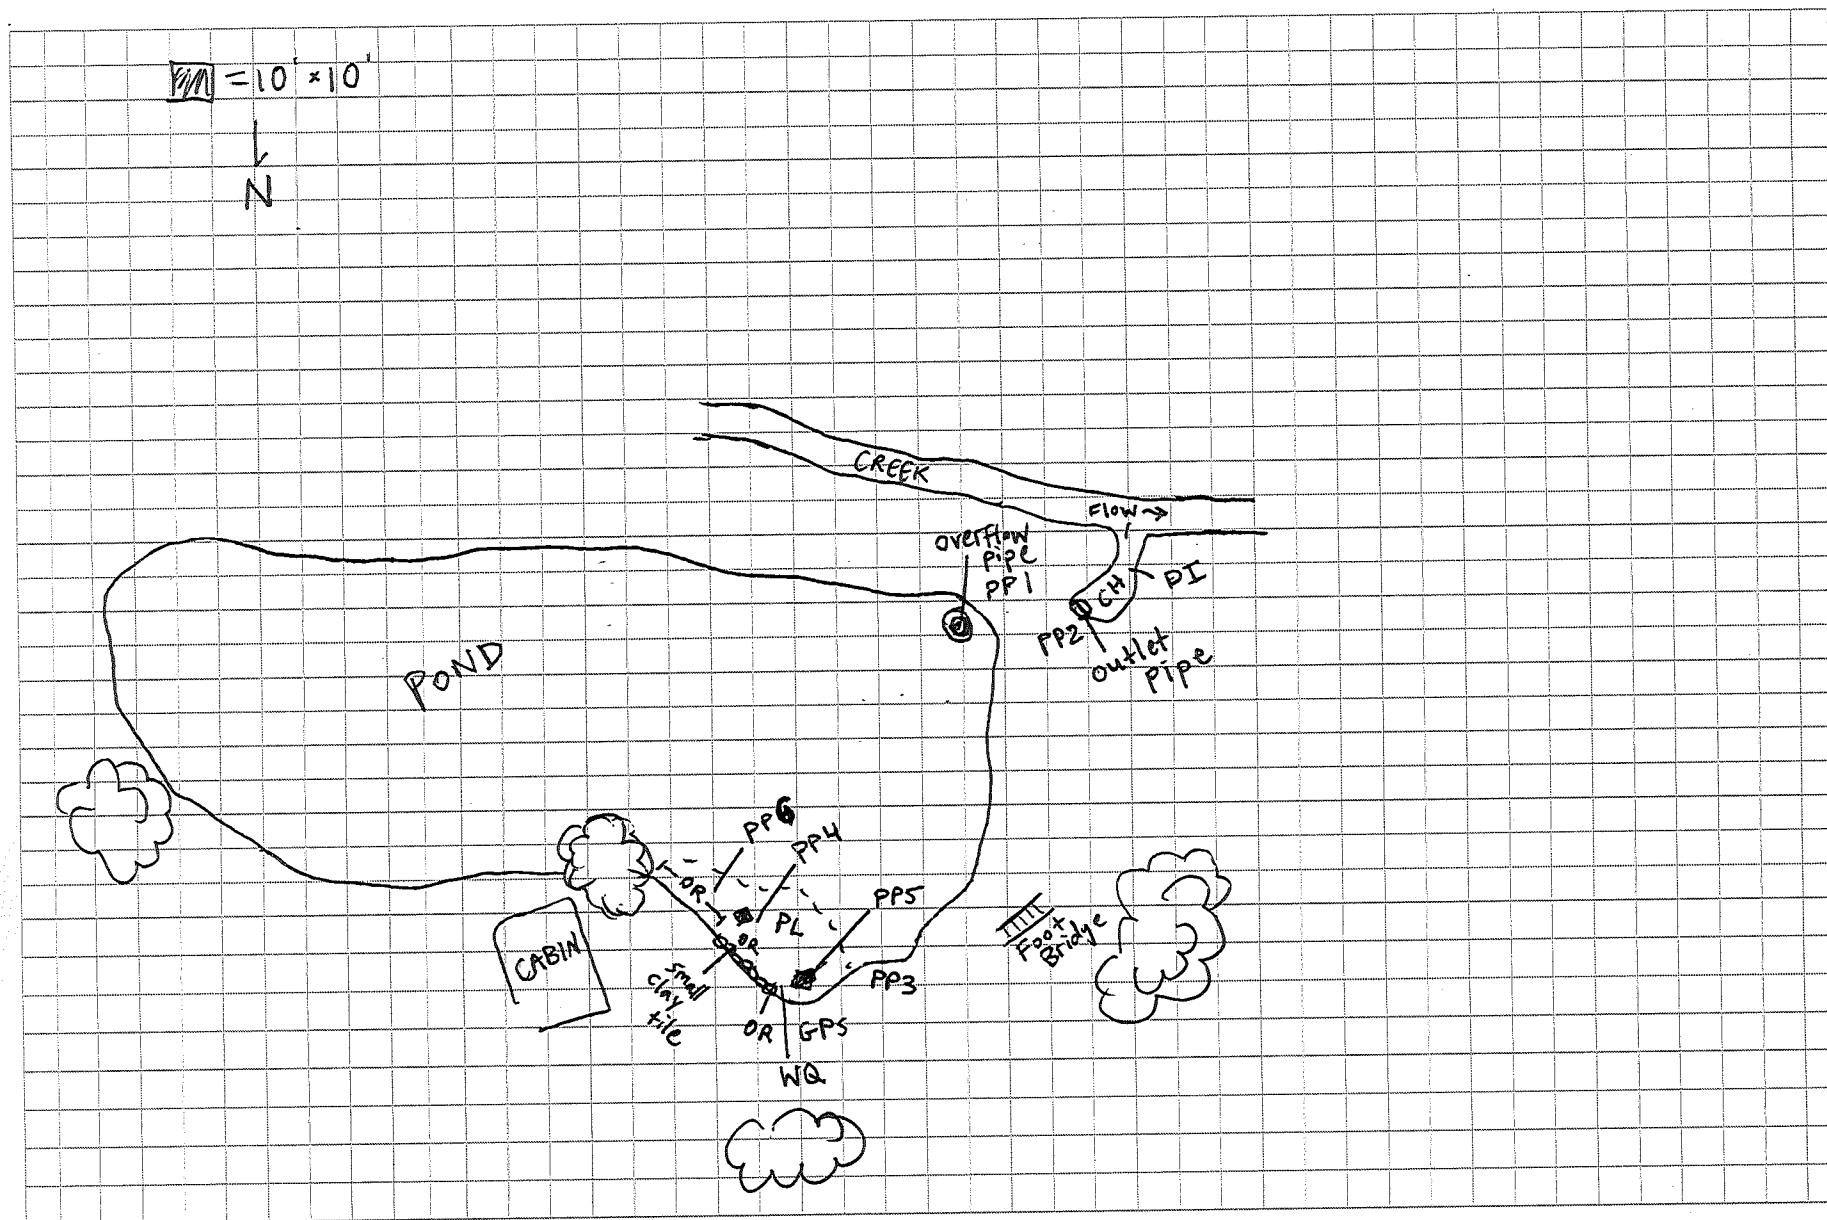 = 10' × 10'
N
CREEK
Flow →
overflow
pipe
PP1
CH
DI
PP2
outlet
pipe
POND
PP6
PP4
OR
PP5
PL
OR
Foot
Bridge
CABIN
small
clay
tile
PP3
OR
GPS
WQ